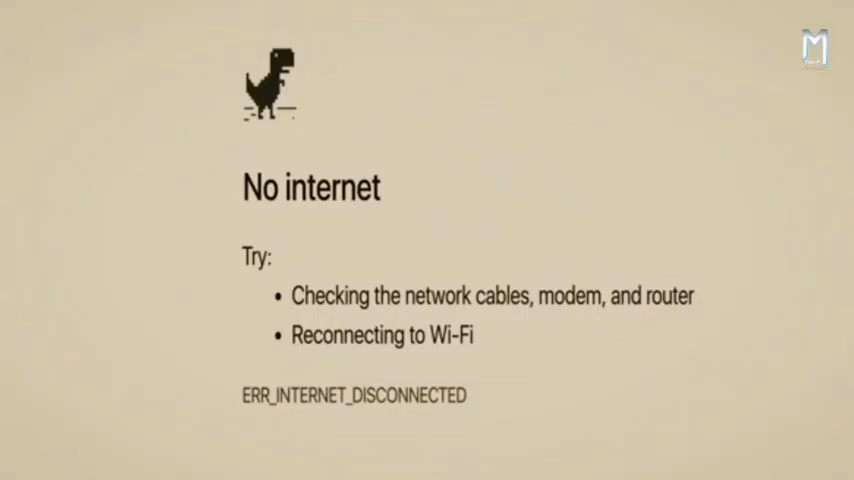 No internet
Try:
• Checking the network cables, modem, and router
• Reconnecting to Wi-Fi
ERR_INTERNET_DISCONNECTED
M